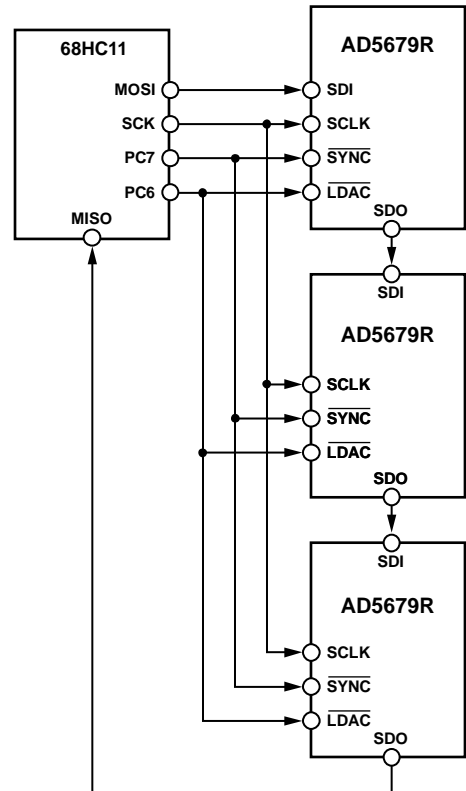 68HC11
MOSI
SCK
PC7
PC6
MISO
AD5679R
SDI
SCLK
SYNC
LDAC
SDO
SDI
AD5679R
SCLK
SYNC
LDAC
SDO
SDI
AD5679R
SCLK
SYNC
LDAC
SDO